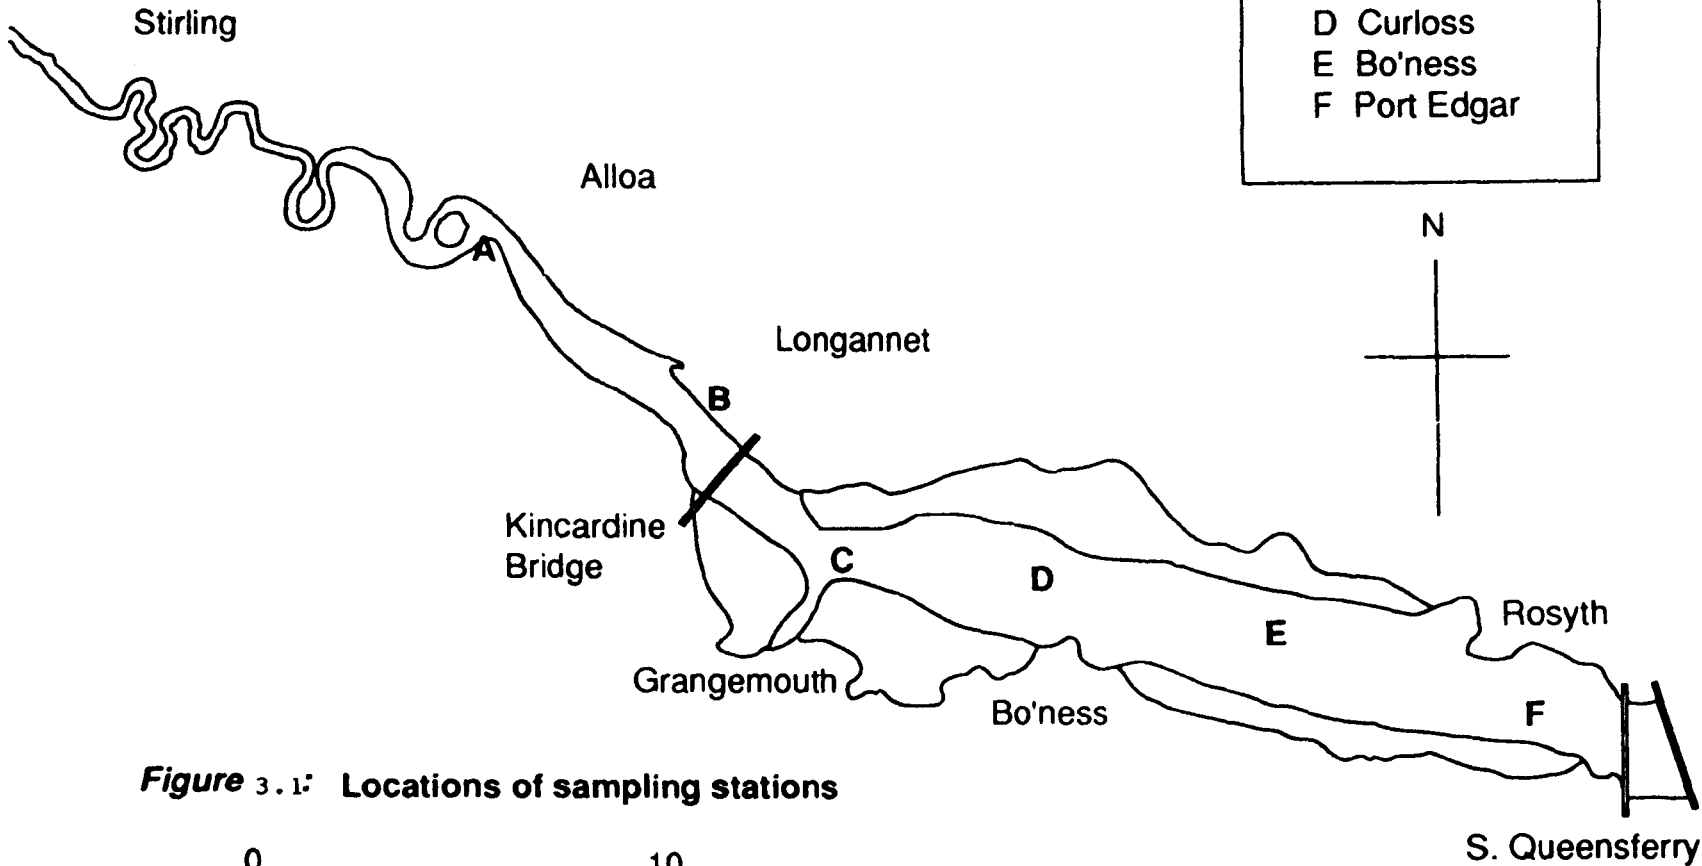 Stirling
D Curloss
E Bo'ness
F Port Edgar
Alloa
N
A
Longannet
B
Kincardine
Bridge
C
D
E
Rosyth
Grangemouth
Bo'ness
F
Figure 3.1: Locations of sampling stations
0 10
S. Queensferry